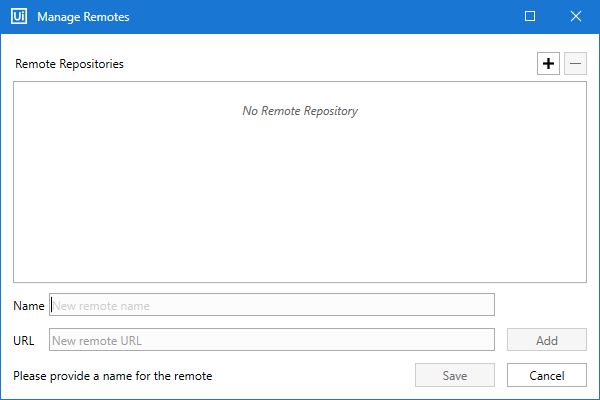 Ui Manage Remotes
Remote Repositories
No Remote Repository
Name New remote name
URL New remote URL Add
Please provide a name for the remote Save Cancel